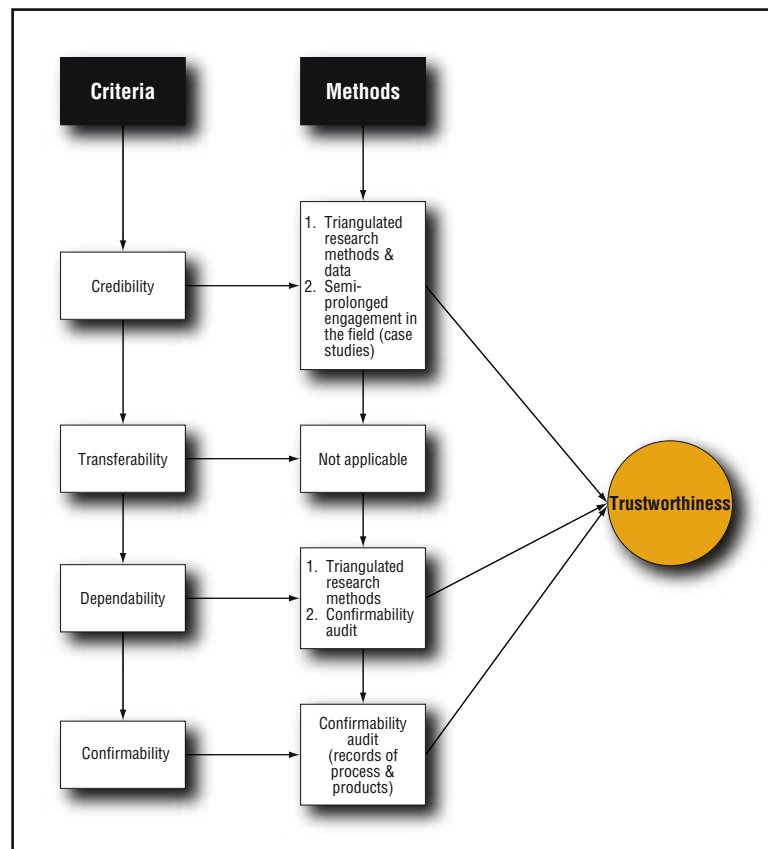 Criteria
Methods
1. Triangulated
research
methods &
data
2. Semi-
prolonged
engagement in
the field (case
studies)
Credibility
Transferability
Not applicable
Trustworthiness
Dependability
1. Triangulated
research
methods
2. Confirmability
audit
Confirmability
Confirmability
audit
(records of
process &
products)